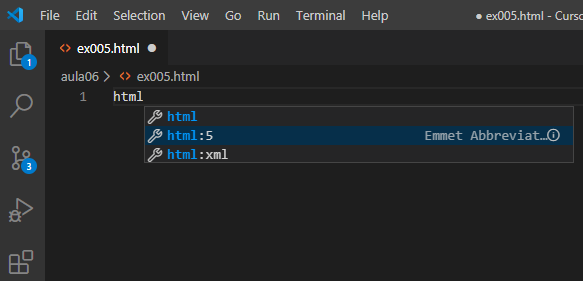 File Edit Selection View Go Run Terminal Help ● ex005.html - Curso
<> ex005.html ●
1
aula06 > <> ex005.html
1 html
html
html:5 Emmet Abbreviat...
3
html:xml